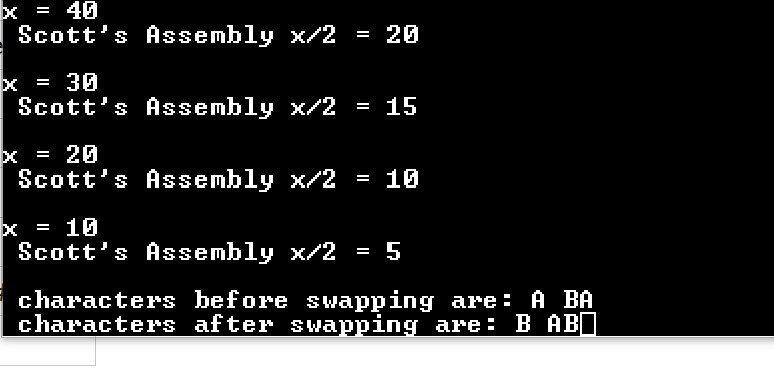 x = 40
Scott's Assembly x/2 = 20
x = 30
Scott's Assembly x/2 = 15
x = 20
Scott's Assembly x/2 = 10
x = 10
Scott's Assembly x/2 = 5
characters before swapping are: A BA
characters after swapping are: B AB